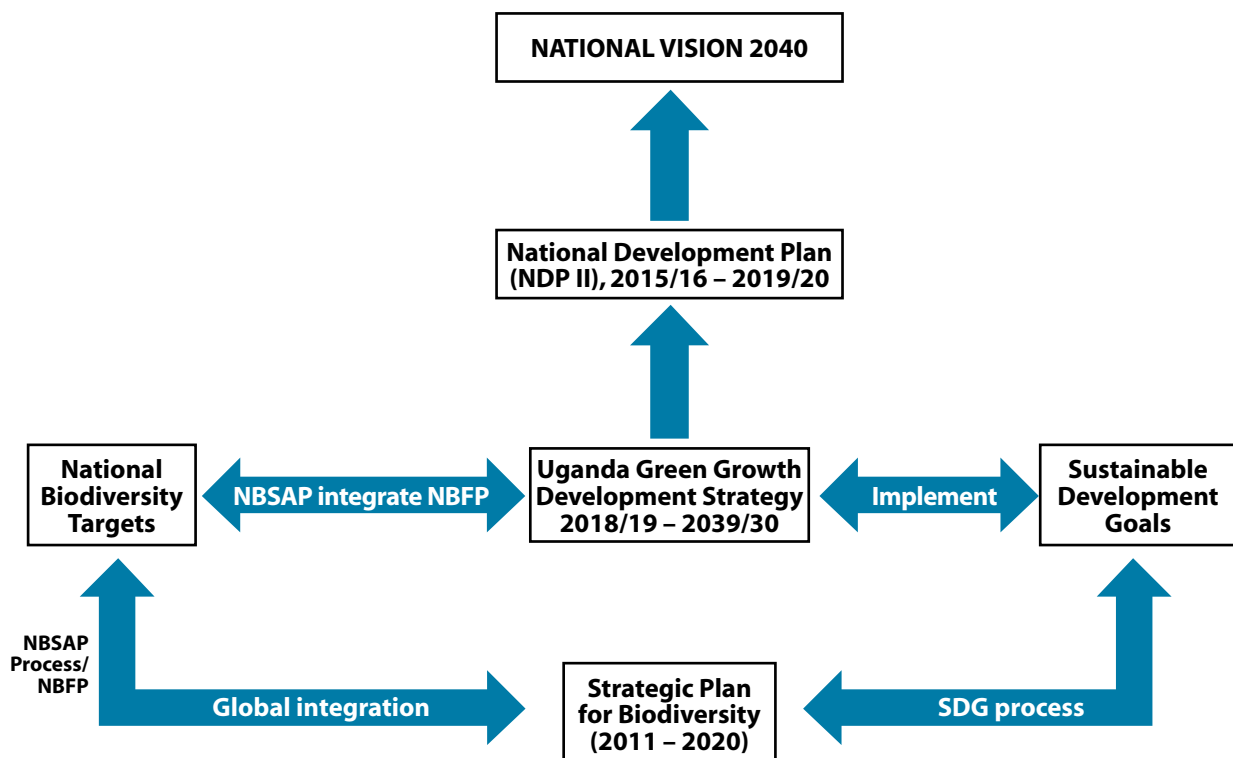 NATIONAL VISION 2040
National Development Plan
(NDP II), 2015/16 – 2019/20
National
Biodiversity
Targets
NBSAP integrate NBFP
Uganda Green Growth
Development Strategy
2018/19 – 2039/30
Implement
Sustainable
Development
Goals
NBSAP
Process/
NBFP
Global integration
Strategic Plan
for Biodiversity
(2011 – 2020)
SDG process